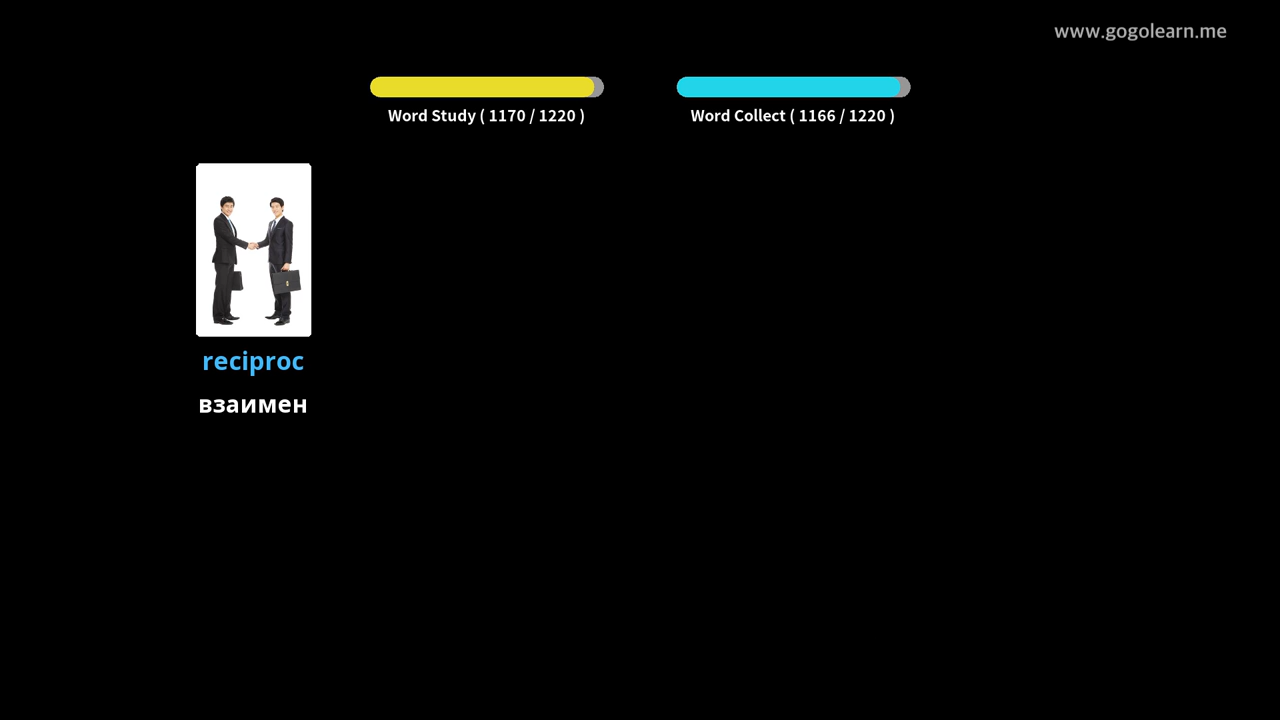 www.gogolearn.me
Word Study ( 1170 / 1220 )
Word Collect ( 1166 / 1220 )
reciproc
взаимен